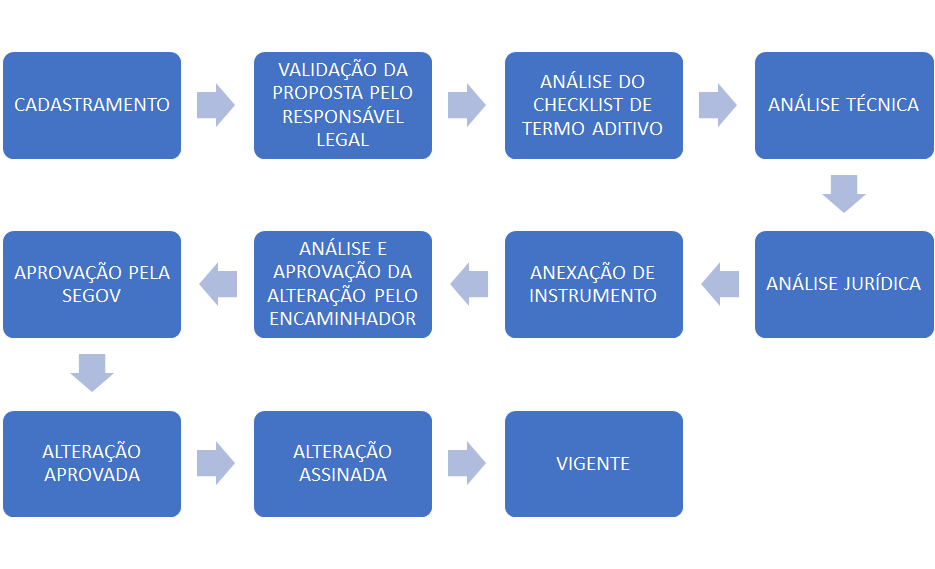 CADASTRAMENTO
VALIDAÇÃO DA
PROPOSTA PELO
RESPONSÁVEL
LEGAL
ANÁLISE DO
CHECKLIST DE
TERMO ADITIVO
ANÁLISE TÉCNICA
ANÁLISE JURÍDICA
ANEXAÇÃO DE
INSTRUMENTO
ANÁLISE E
APROVAÇÃO DA
ALTERAÇÃO PELO
ENCAMINHADOR
APROVAÇÃO PELA
SEGOV
ALTERAÇÃO
APROVADA
ALTERAÇÃO
ASSINADA
VIGENTE